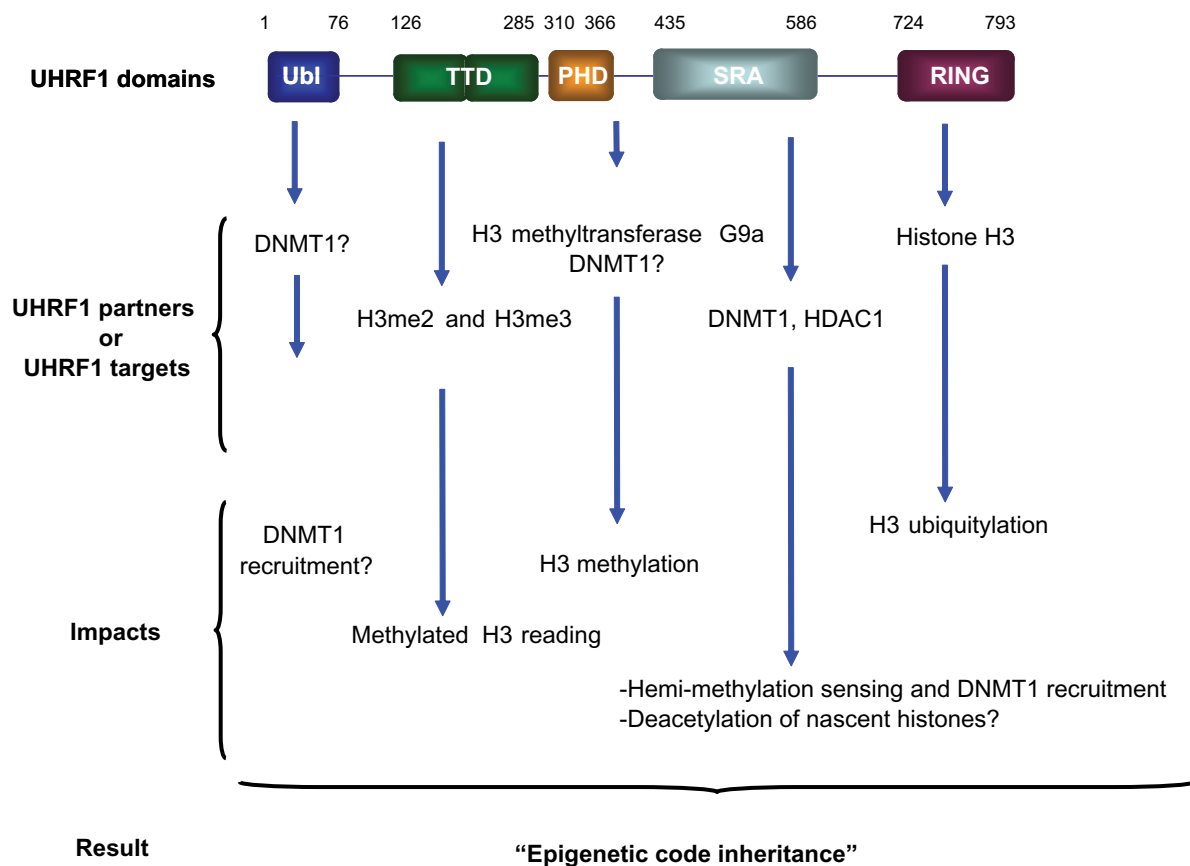 1 76 126 285 310 366 435 586 724 793
UHRF1 domains
Ubl TTD PHD SRA RING
UHRF1 partners
or
UHRF1 targets
DNMT1?
H3me2 and H3me3
H3 methyltransferase G9a
DNMT1?
DNMT1, HDAC1
Histone H3
Impacts
DNMT1
recruitment?
Methylated H3 reading
H3 methylation
-Hemi-methylation sensing and DNMT1 recruitment
-Deacetylation of nascent histones?
H3 ubiquitylation
Result
“Epigenetic code inheritance”